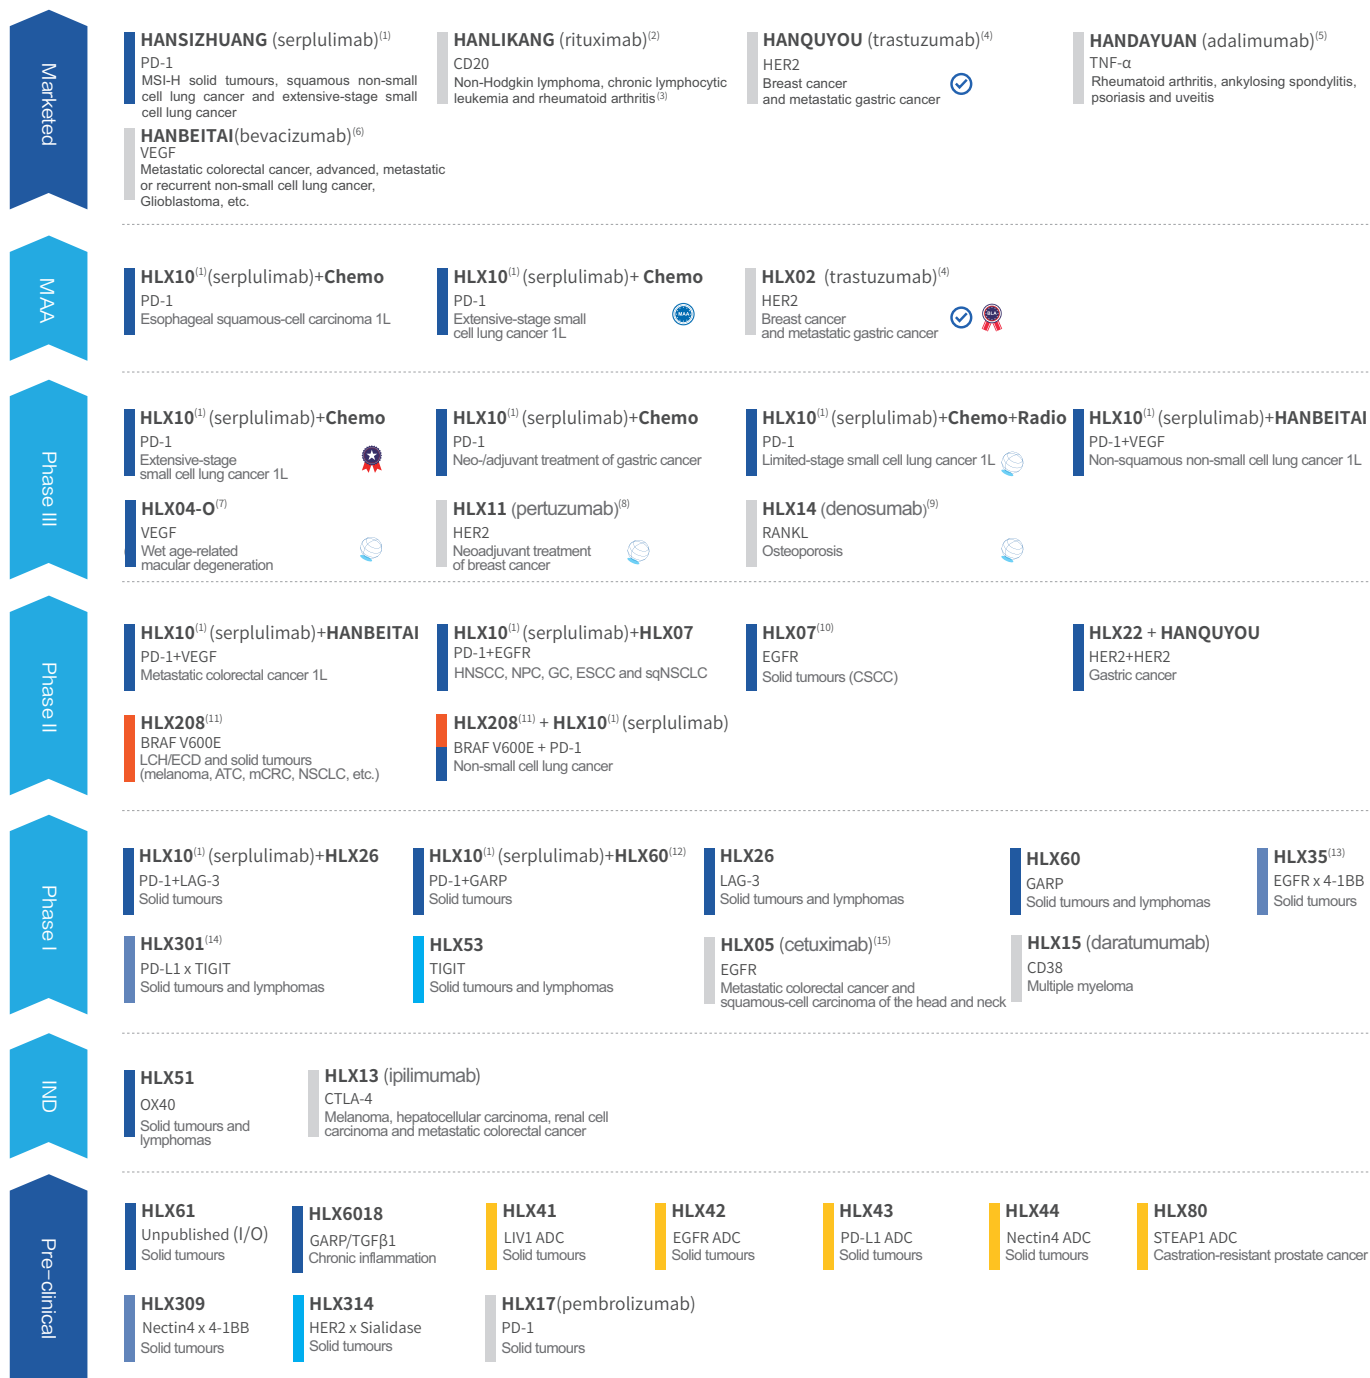 Marketed
HANSIZHUANG (serplulimab)(1)
PD-1
MSI-H solid tumours, squamous non-small
cell lung cancer and extensive-stage small
cell lung cancer
HANLIKANG (rituximab)(2)
CD20
Non-Hodgkin lymphoma, chronic lymphocytic
leukemia and rheumatoid arthritis(3)
HANQUYOU (trastuzumab)(4)
HER2
Breast cancer
and metastatic gastric cancer
HANDAYUAN (adalimumab)(5)
TNF-α
Rheumatoid arthritis, ankylosing spondylitis,
psoriasis and uveitis
HANBEITAI(bevacizumab)(6)
VEGF
Metastatic colorectal cancer, advanced, metastatic
or recurrent non-small cell lung cancer,
Glioblastoma, etc.
MAA
HLX10(1) (serplulimab)+Chemo
PD-1
Esophageal squamous-cell carcinoma 1L
HLX10(1) (serplulimab)+ Chemo
PD-1
Extensive-stage small
cell lung cancer 1L
MAA
HLX02 (trastuzumab)(4)
HER2
Breast cancer
and metastatic gastric cancer
BLA
Phase III
HLX10(1) (serplulimab)+Chemo
PD-1
Extensive-stage
small cell lung cancer 1L
HLX10(1) (serplulimab)+Chemo
PD-1
Neo-/adjuvant treatment of gastric cancer
HLX10(1) (serplulimab)+Chemo+Radio
PD-1
Limited-stage small cell lung cancer 1L
HLX10(1) (serplulimab)+HANBEITAI
PD-1+VEGF
Non-squamous non-small cell lung cancer 1L
HLX04-O(7)
VEGF
Wet age-related
macular degeneration
HLX11 (pertuzumab)(8)
HER2
Neoadjuvant treatment
of breast cancer
HLX14 (denosumab)(9)
RANKL
Osteoporosis
Phase II
HLX10(1) (serplulimab)+HANBEITAI
PD-1+VEGF
Metastatic colorectal cancer 1L
HLX10(1) (serplulimab)+HLX07
PD-1+EGFR
HNSCC, NPC, GC, ESCC and sqNSCLC
HLX07(10)
EGFR
Solid tumours (CSCC)
HLX22 + HANQUYOU
HER2+HER2
Gastric cancer
HLX208(11)
BRAF V600E
LCH/ECD and solid tumours
(melanoma, ATC, mCRC, NSCLC, etc.)
HLX208(11) + HLX10(1) (serplulimab)
BRAF V600E + PD-1
Non-small cell lung cancer
Phase I
HLX10(1) (serplulimab)+HLX26
PD-1+LAG-3
Solid tumours
HLX10(1) (serplulimab)+HLX60(12)
PD-1+GARP
Solid tumours
HLX26
LAG-3
Solid tumours and lymphomas
HLX60
GARP
Solid tumours and lymphomas
HLX35(13)
EGFR x 4-1BB
Solid tumours
HLX301(14)
PD-L1 x TIGIT
Solid tumours and lymphomas
HLX53
TIGIT
Solid tumours and lymphomas
HLX05 (cetuximab)(15)
EGFR
Metastatic colorectal cancer and
squamous-cell carcinoma of the head and neck
HLX15 (daratumumab)
CD38
Multiple myeloma
IND
HLX51
OX40
Solid tumours and
lymphomas
HLX13 (ipilimumab)
CTLA-4
Melanoma, hepatocellular carcinoma, renal cell
carcinoma and metastatic colorectal cancer
Pre-clinical
HLX61
Unpublished (I/O)
Solid tumours
HLX6018
GARP/TGFβ1
Chronic inflammation
HLX41
LIV1 ADC
Solid tumours
HLX42
EGFR ADC
Solid tumours
HLX43
PD-L1 ADC
Solid tumours
HLX44
Nectin4 ADC
Solid tumours
HLX80
STEAP1 ADC
Castration-resistant prostate cancer
HLX309
Nectin4 x 4-1BB
Solid tumours
HLX314
HER2 x Sialidase
Solid tumours
HLX17(pembrolizumab)
PD-1
Solid tumours